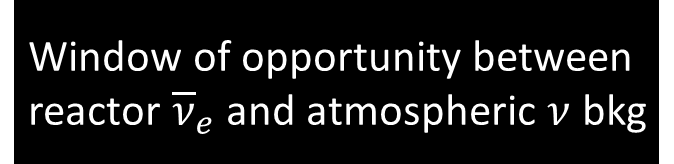 Window of opportunity between
reactor ν̅ₑ and atmospheric ν bkg